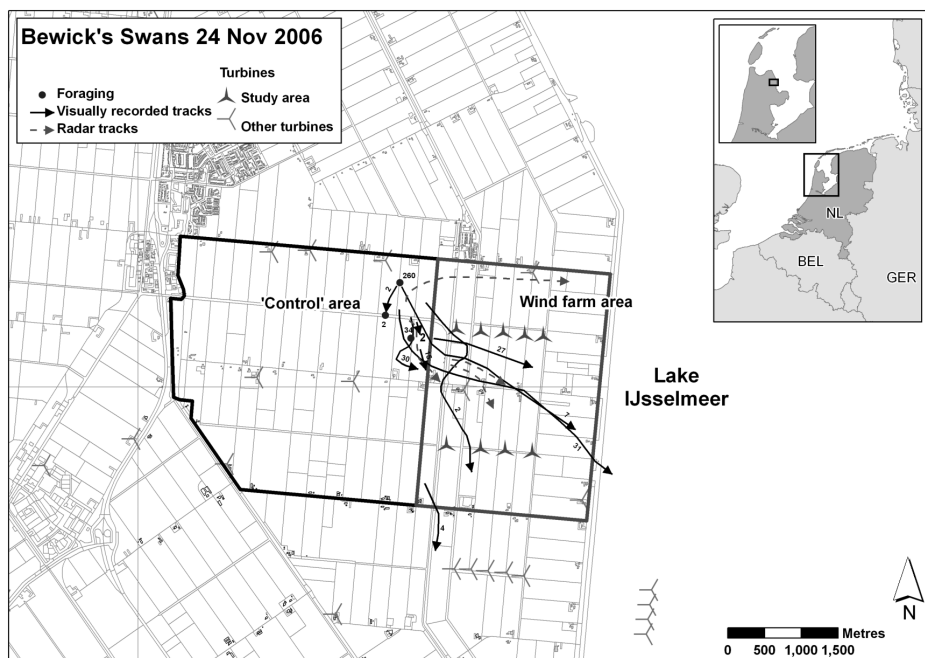 Bewick's Swans 24 Nov 2006
Turbines
Foraging
Study area
Visually recorded tracks
Other turbines
Radar tracks
NL
BEL
GER
260
2
'Control' area
Wind farm area
2
34
2
27
30
Lake
IJsselmeer
7
2
31
4
N
Metres
0 500 1,000 1,500